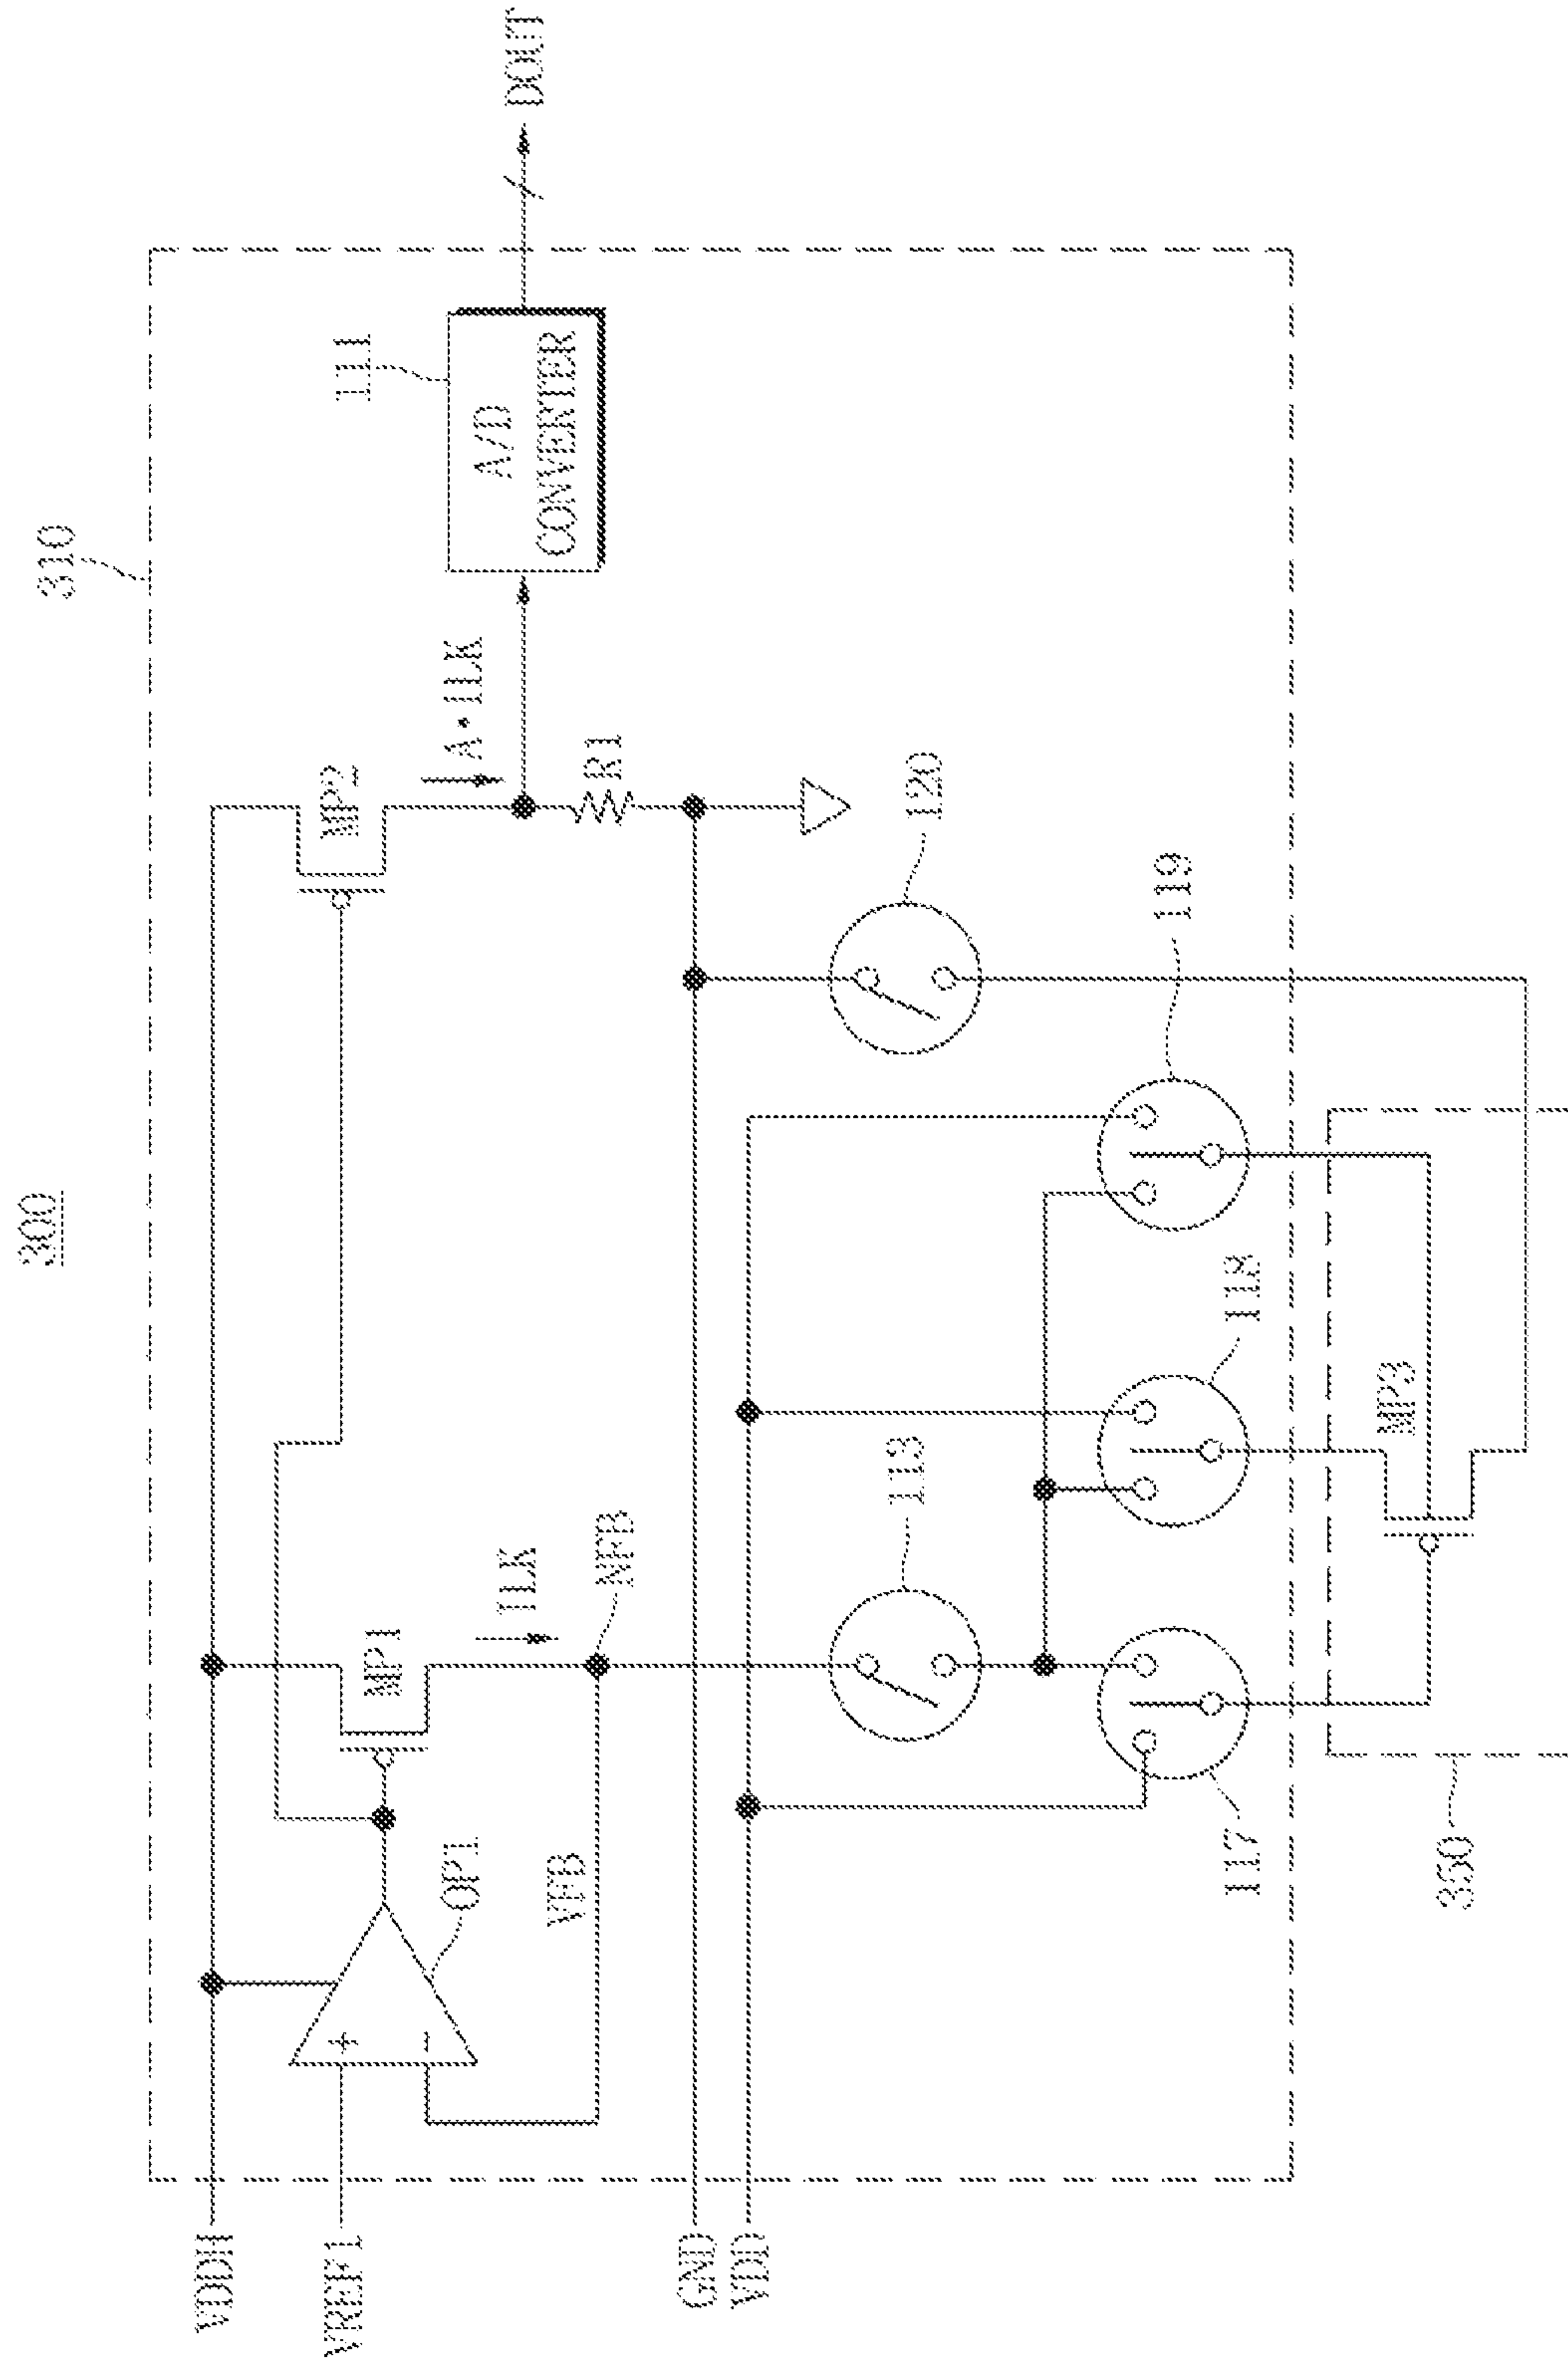 300
310
VDDH
VREF1
GND
VDD
+
-
OP1
VFB
MP1
ILK
NFB
MP2
A·ILK
R1
111
A/D
CONVERTER
DOUT
113
120
117
118
119
350
MP3